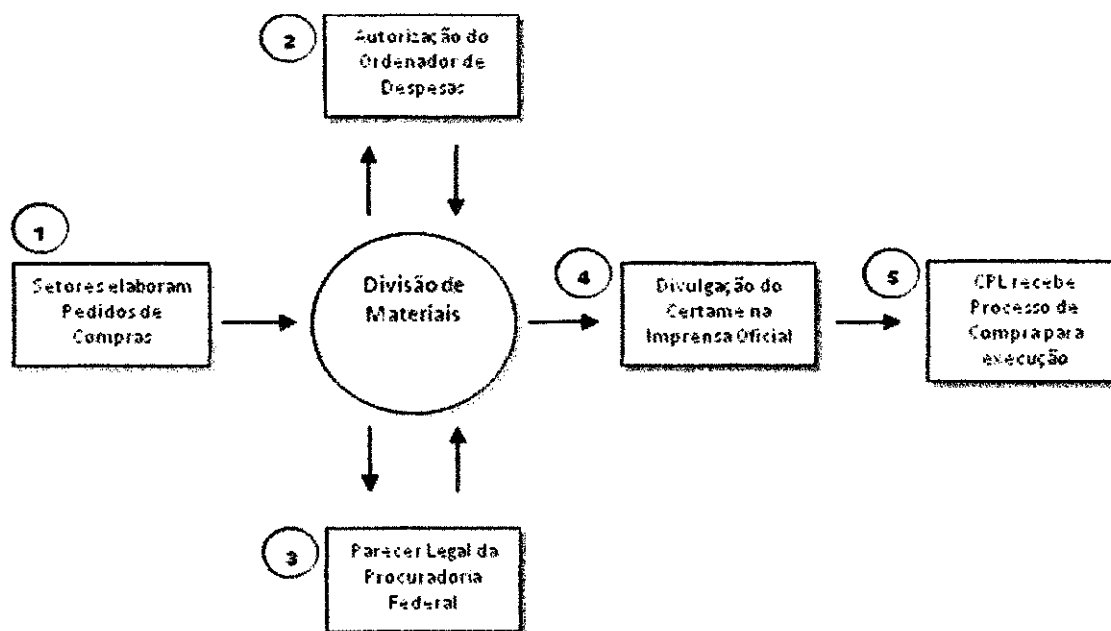 2
Autorização do
Ordenador de
Despesas
1
Setores elaboram
Pedidos de
Compras
Divisão de
Materiais
4
Divulgação do
Certame na
Imprensa Oficial
5
CPL recebe
Processo de
Compra para
execução
3
Parecer Legal da
Procuradoria
Federal